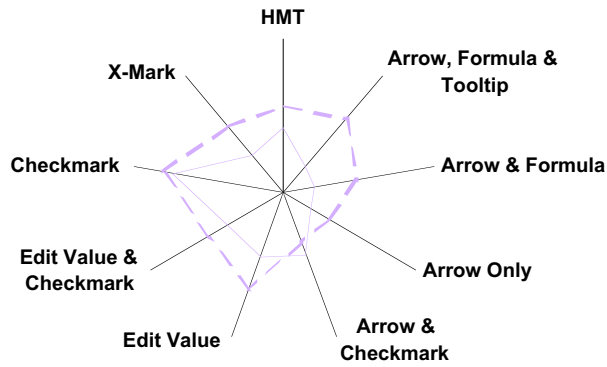 HMT
Arrow, Formula &
Tooltip
X-Mark
Checkmark
Arrow & Formula
Edit Value &
Checkmark
Arrow Only
Edit Value
Arrow &
Checkmark